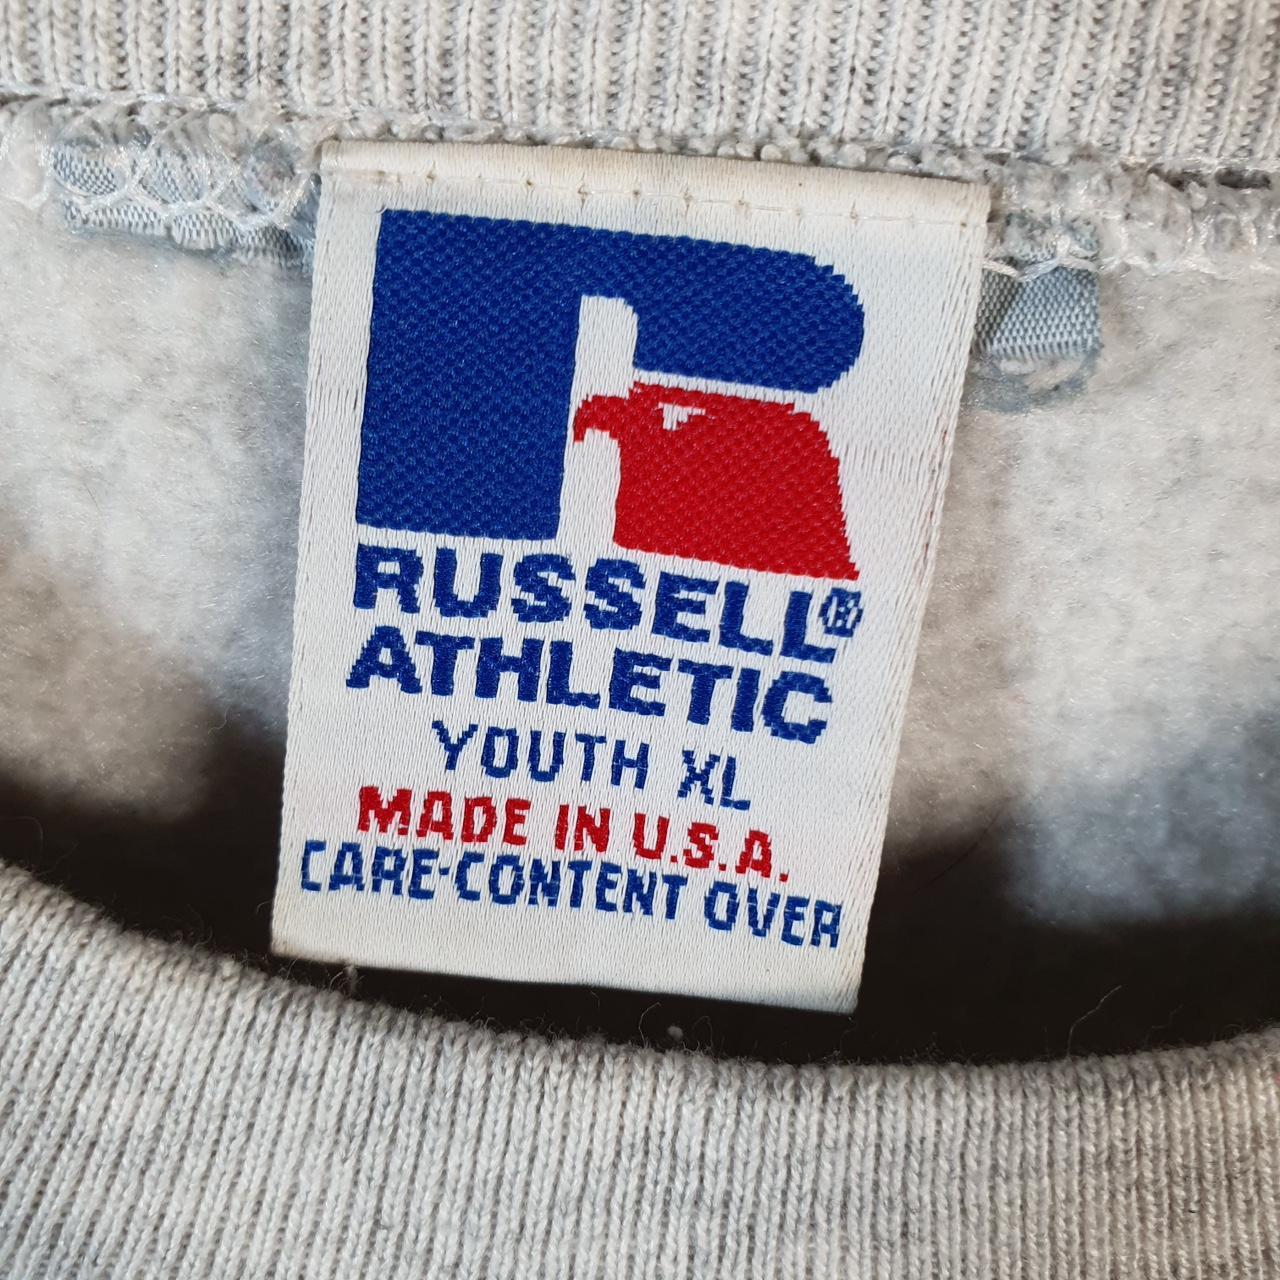 RUSSELL®
ATHLETIC
YOUTH XL
MADE IN U.S.A.
CARE·CONTENT OVER